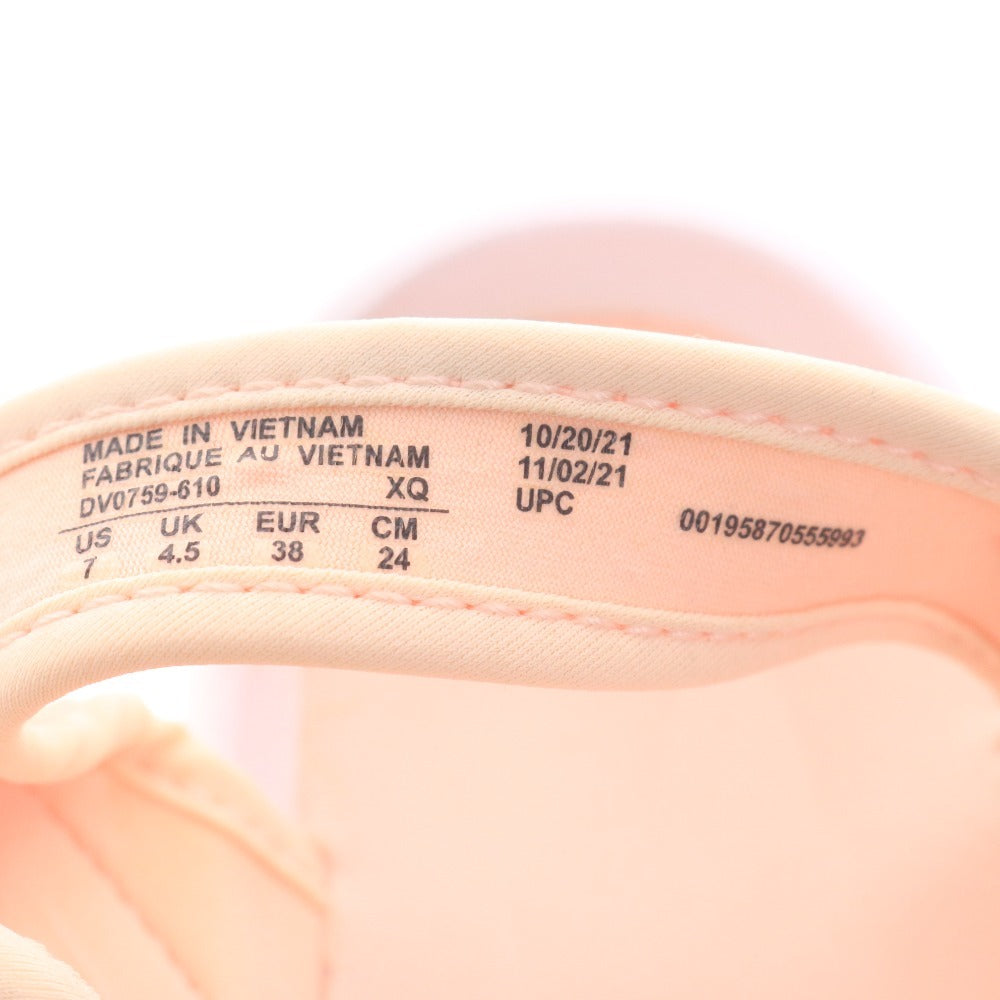 MADE IN VIETNAM
FABRIQUE AU VIETNAM
DV0759-610 XQ
US UK EUR CM
7 4.5 38 24
10/20/21
11/02/21
UPC 00195870555993